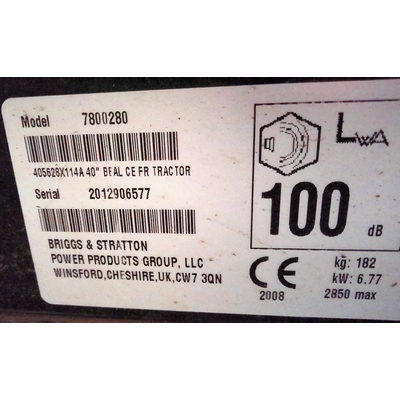 Model 7800280
405628X114A 40" BEAL CE FR TRACTOR
Serial 2012906577
BRIGGS & STRATTON
POWER PRODUCTS GROUP, LLC
WINSFORD,CHESHIRE,UK,CW7 3QN
LWA
100 dB
CE
2008
kg: 182
kW: 6.77
2850 max